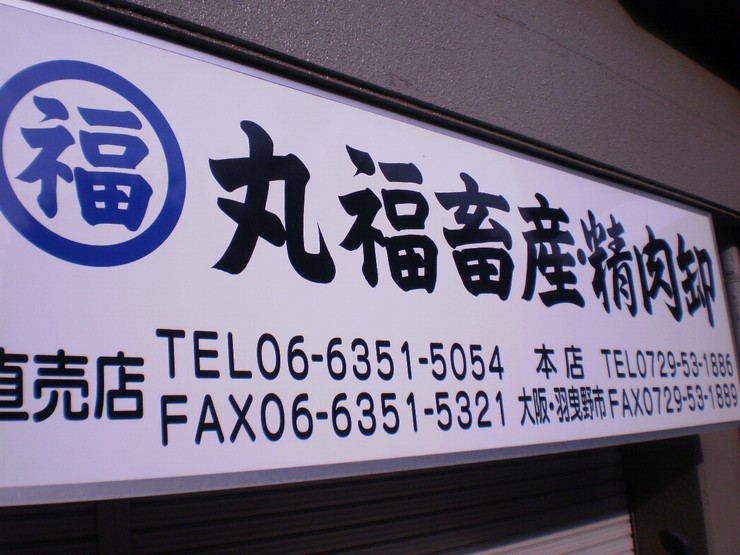 福 丸福畜産・精肉卸
直売店 TEL06-6351-5054 本店 TEL0729-53-1886
FAX06-6351-5321 大阪・羽曳野市 FAX0729-53-1889